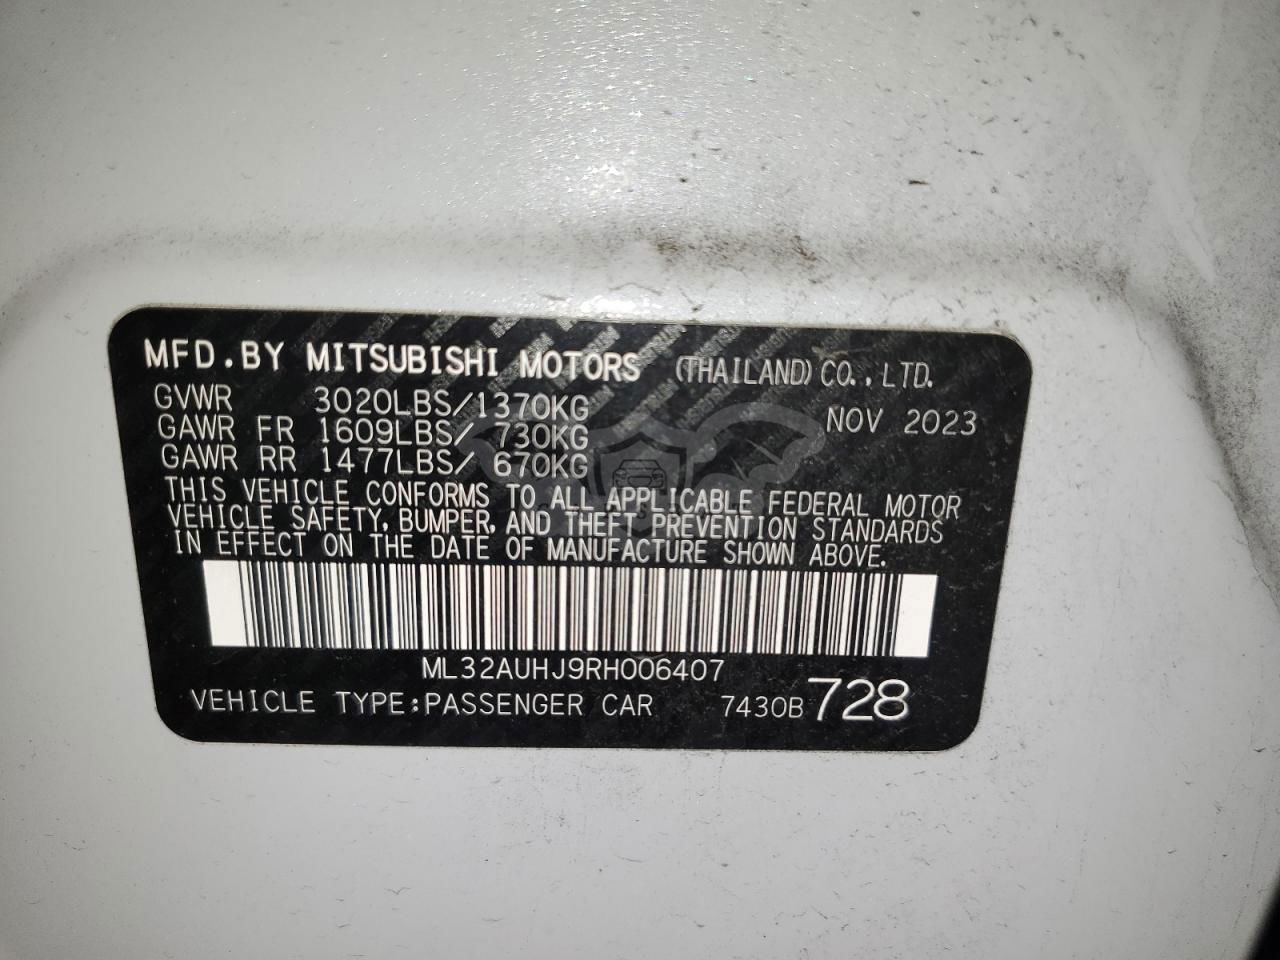 MFD.BY MITSUBISHI MOTORS (THAILAND) CO., LTD.
GVWR 3020LBS/1370KG NOV 2023
GAWR FR 1609LBS/ 730KG
GAWR RR 1477LBS/ 670KG
THIS VEHICLE CONFORMS TO ALL APPLICABLE FEDERAL MOTOR
VEHICLE SAFETY, BUMPER, AND THEFT PREVENTION STANDARDS
IN EFFECT ON THE DATE OF MANUFACTURE SHOWN ABOVE.
ML32AUHJ9RH006407
VEHICLE TYPE:PASSENGER CAR 7430B 728